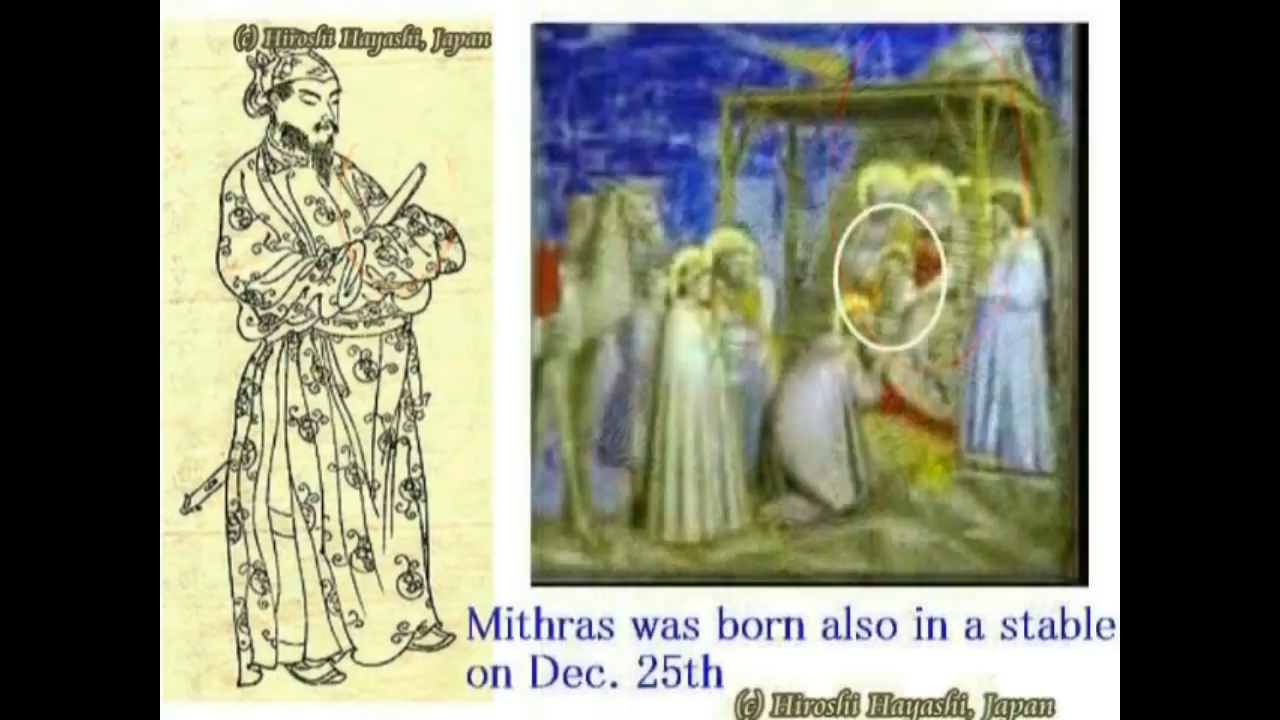 (c) Hiroshi Hayashi, Japan
Mithras was born also in a stable
on Dec. 25th
(c) Hiroshi Hayashi, Japan